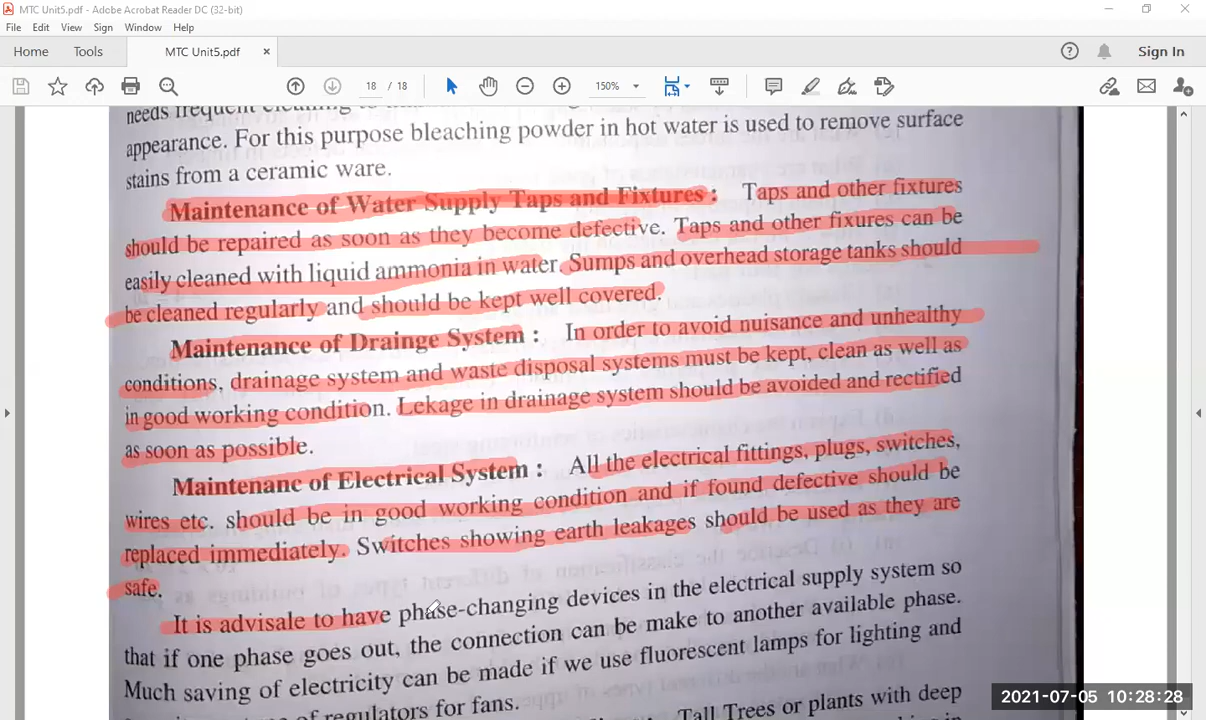 MTC Unit5.pdf - Adobe Acrobat Reader DC (32-bit)
File Edit View Sign Window Help
Home Tools MTC Unit5.pdf × Sign In
18 / 18 150%
needs frequent
For this purpose bleaching powder in hot water is used to remove surface
appearance.
stains from a ceramic ware.
Maintenance of Water Supply Taps and Fixtures : Taps and other fixtures
should be repaired as soon as they become defective. Taps and other fixtures can be
easily cleaned with liquid ammonia in water. Sumps and overhead storage tanks should
be cleaned regularly and should be kept well covered.
Maintenance of Drainge System : In order to avoid nuisance and unhealthy
conditions, drainage system and waste disposal systems must be kept, clean as well as
in good working condition. Lekage in drainage system should be avoided and rectified
as soon as possible.
Maintenanc of Electrical System : All the electrical fittings, plugs, switches,
wires etc. should be in good working condition and if found defective should be
replaced immediately. Switches showing earth leakages should be used as they are
safe.
It is advisale to have phase-changing devices in the electrical supply system so
that if one phase goes out, the connection can be make to another available phase.
Much saving of electricity can be made if we use fluorescent lamps for lighting and
of regulators for fans.
Tall Trees or plants with deep
2021-07-05 10:28:28